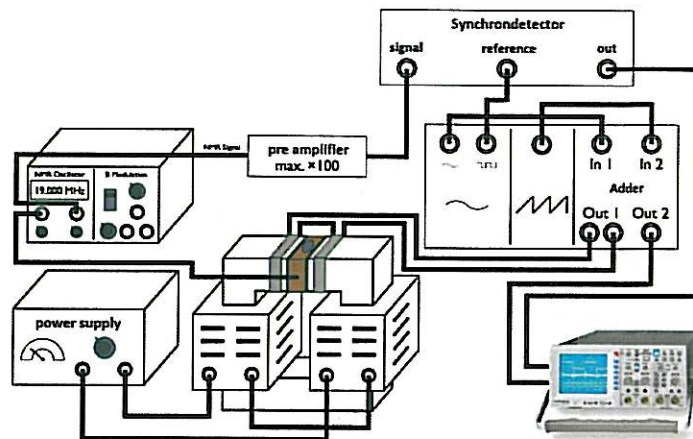 Synchrondetector
signal reference out
NMR Signal
pre amplifier
max. ×100
NMR Oscillator
B Modulation
19.000 MHz
In 1 In 2
Adder
Out 1 Out 2
power supply